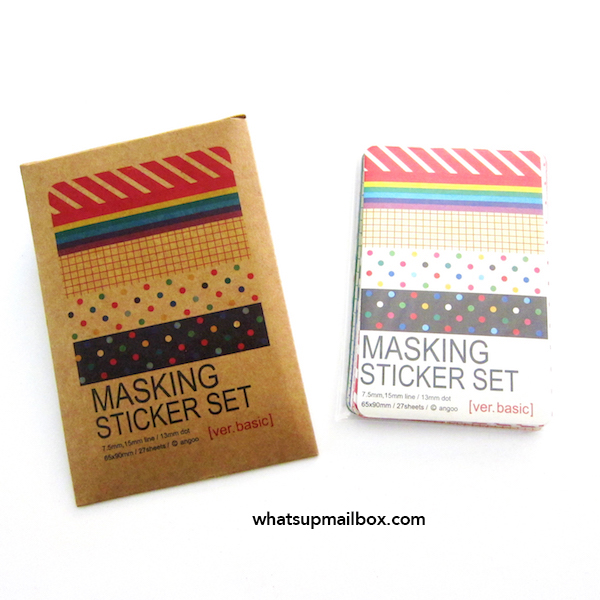 MASKING
STICKER SET
7.5mm,15mm line / 13mm dot
65x90mm / 27sheets / © angoo
[ver.basic]
MASKING
STICKER SET
7.5mm,15mm line / 13mm dot
65x90mm / 27sheets / © angoo
[ver.basic]
whatsupmailbox.com